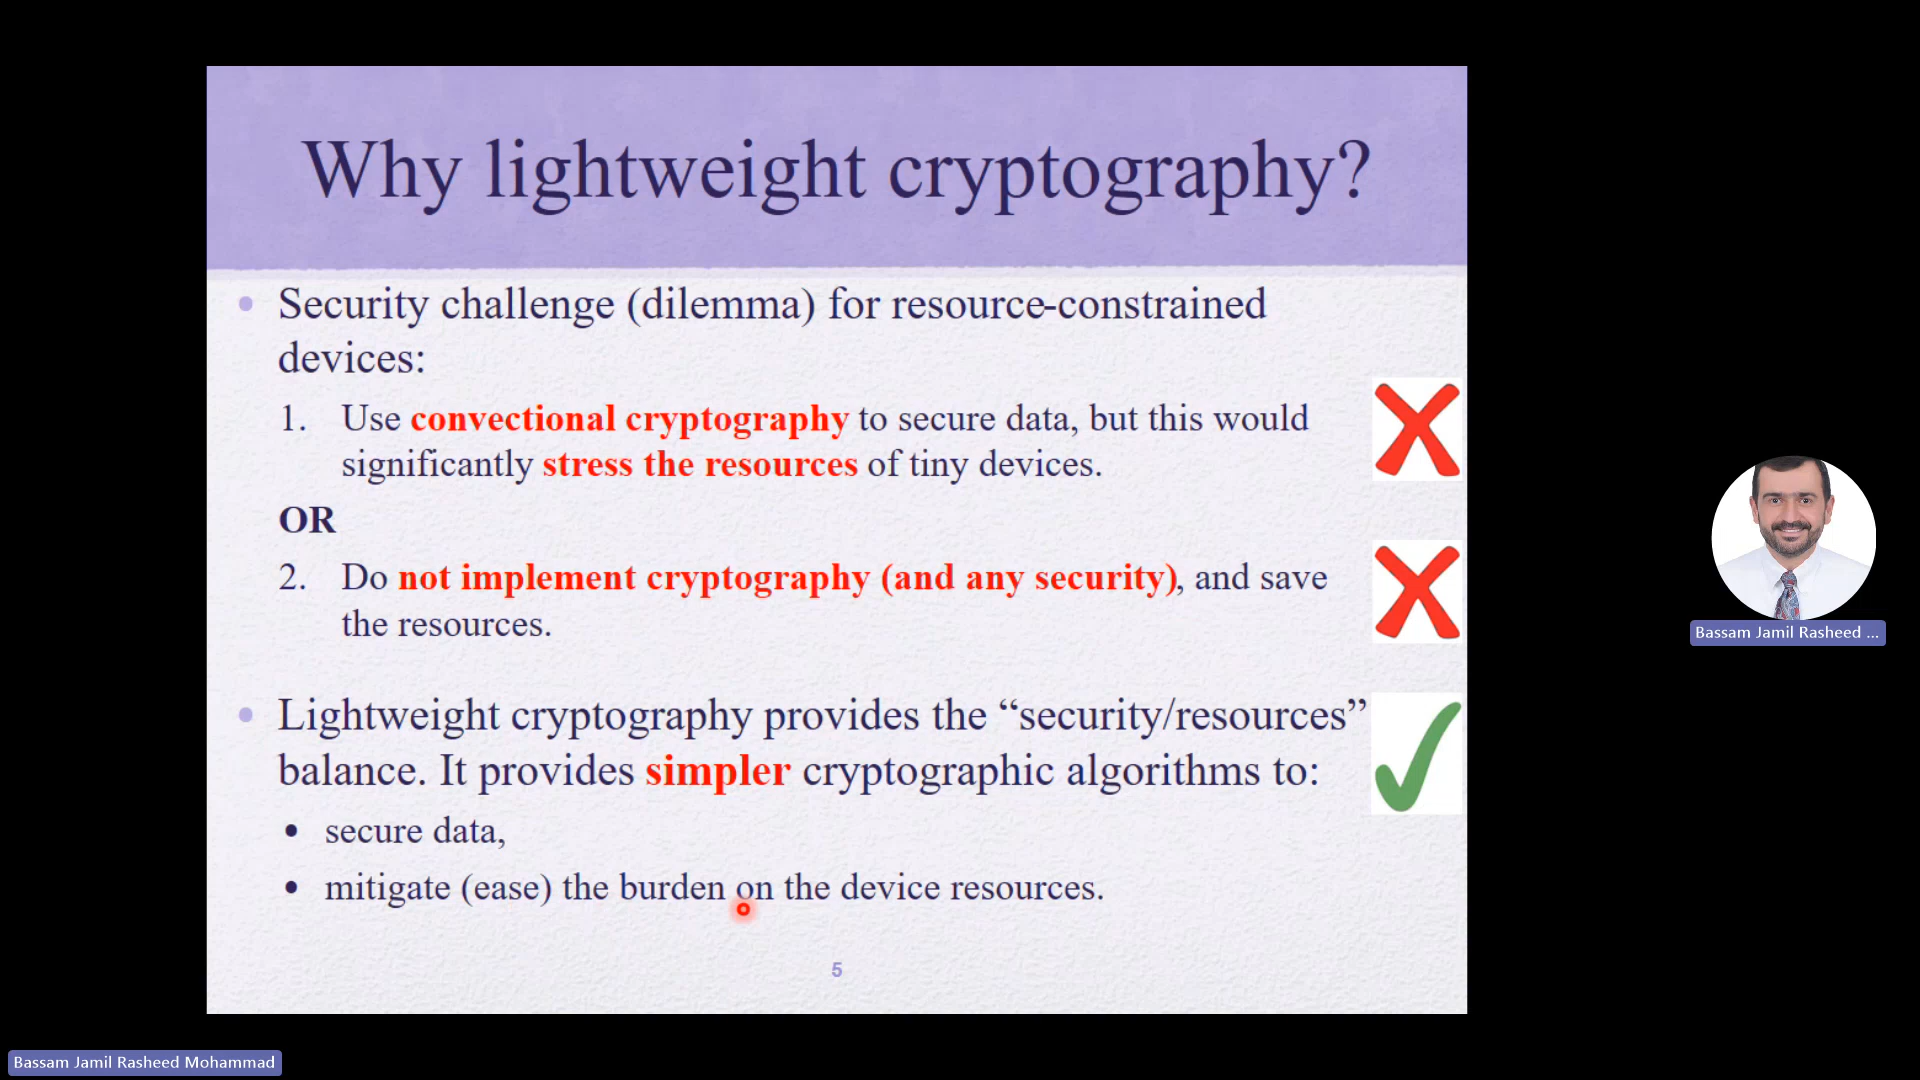 Why lightweight cryptography?
• Security challenge (dilemma) for resource-constrained
devices:
1. Use convectional cryptography to secure data, but this would
significantly stress the resources of tiny devices.
OR
2. Do not implement cryptography (and any security), and save
the resources.
• Lightweight cryptography provides the “security/resources”
balance. It provides simpler cryptographic algorithms to:
• secure data,
• mitigate (ease) the burden on the device resources.
5
Bassam Jamil Rasheed ...
Bassam Jamil Rasheed Mohammad